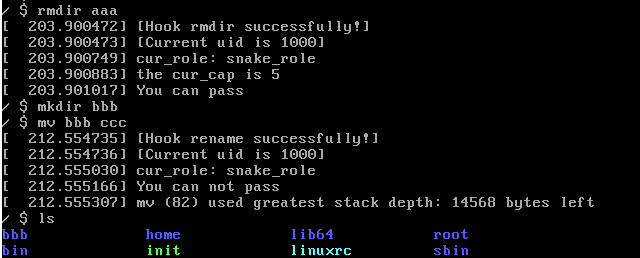 / $ rmdir aaa
[  203.900472] [Hook rmdir successfully!]
[  203.900473] [Current uid is 1000]
[  203.900749] cur_role: snake_role
[  203.900883] the cur_cap is 5
[  203.901017] You can pass
/ $ mkdir bbb
/ $ mv bbb ccc
[  212.554735] [Hook rename successfully!]
[  212.554736] [Current uid is 1000]
[  212.555030] cur_role: snake_role
[  212.555166] You can not pass
[  212.555307] mv (82) used greatest stack depth: 14568 bytes left
/ $ ls
bbb home lib64 root
bin init linuxrc sbin